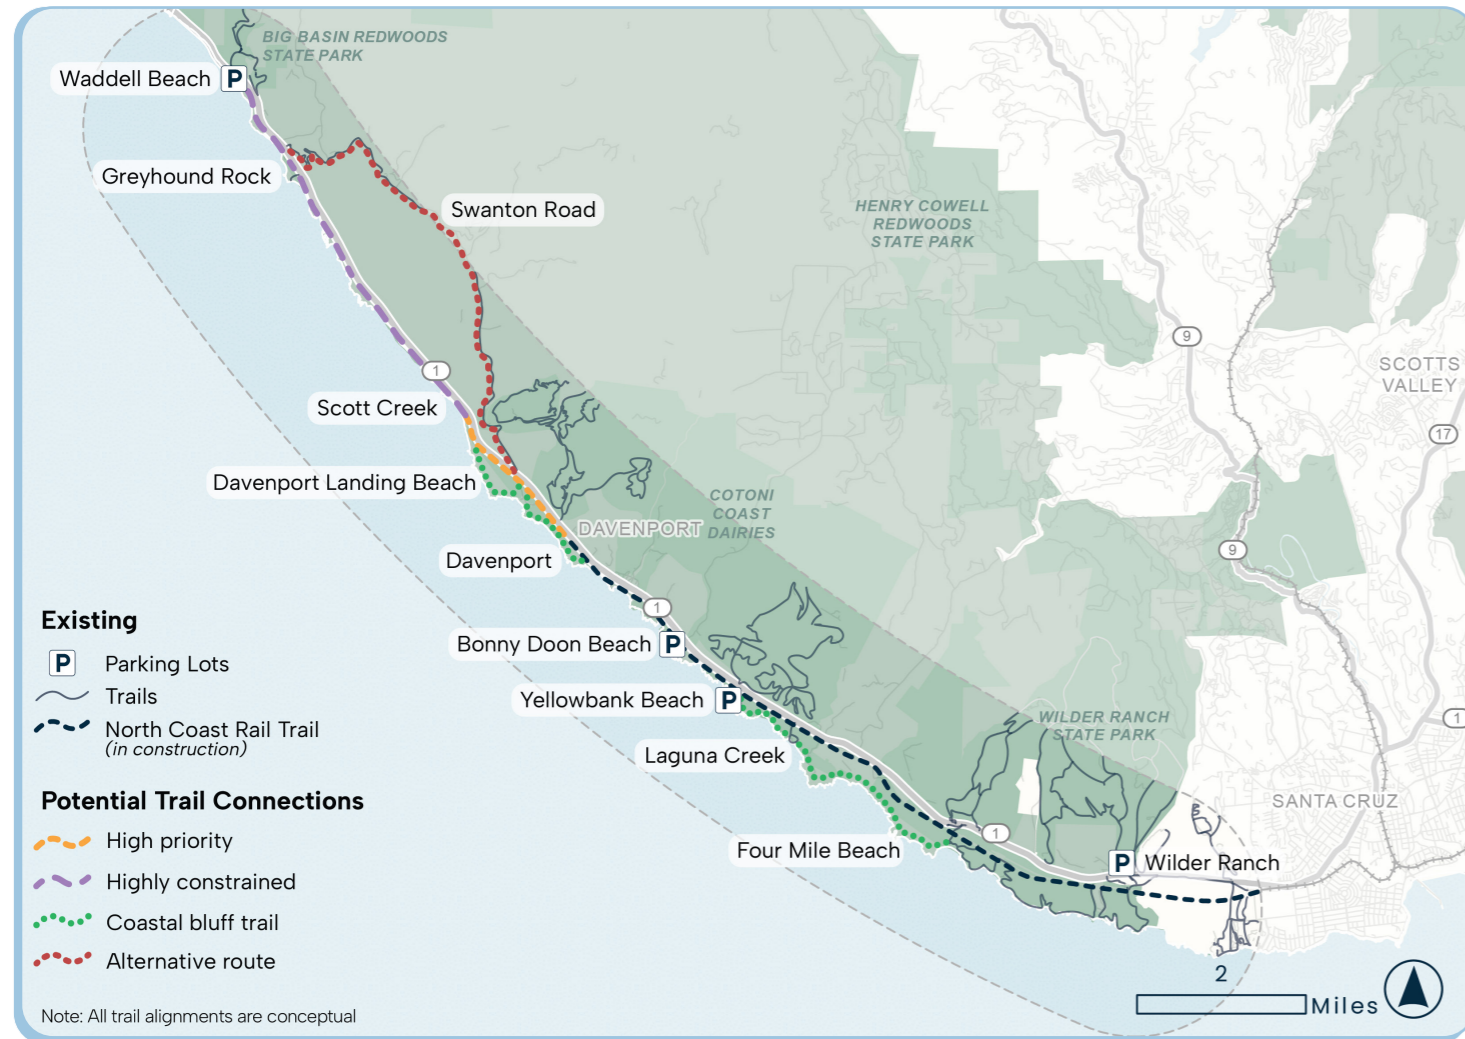 BIG BASIN REDWOODS
STATE PARK
Waddell Beach
P
Greyhound Rock
Swanton Road
HENRY COWELL
REDWOODS
STATE PARK
9
1
SCOTTS
VALLEY
Scott Creek
17
Davenport Landing Beach
COTONI
COAST
DAIRIES
DAVENPORT
9
Davenport
1
Bonny Doon Beach
P
Yellowbank Beach
P
WILDER RANCH
STATE PARK
1
Laguna Creek
SANTA CRUZ
1
Four Mile Beach
P
Wilder Ranch
Existing
P
Parking Lots
Trails
North Coast Rail Trail
(in construction)
Potential Trail Connections
High priority
Highly constrained
Coastal bluff trail
Alternative route
Note: All trail alignments are conceptual
2
Miles